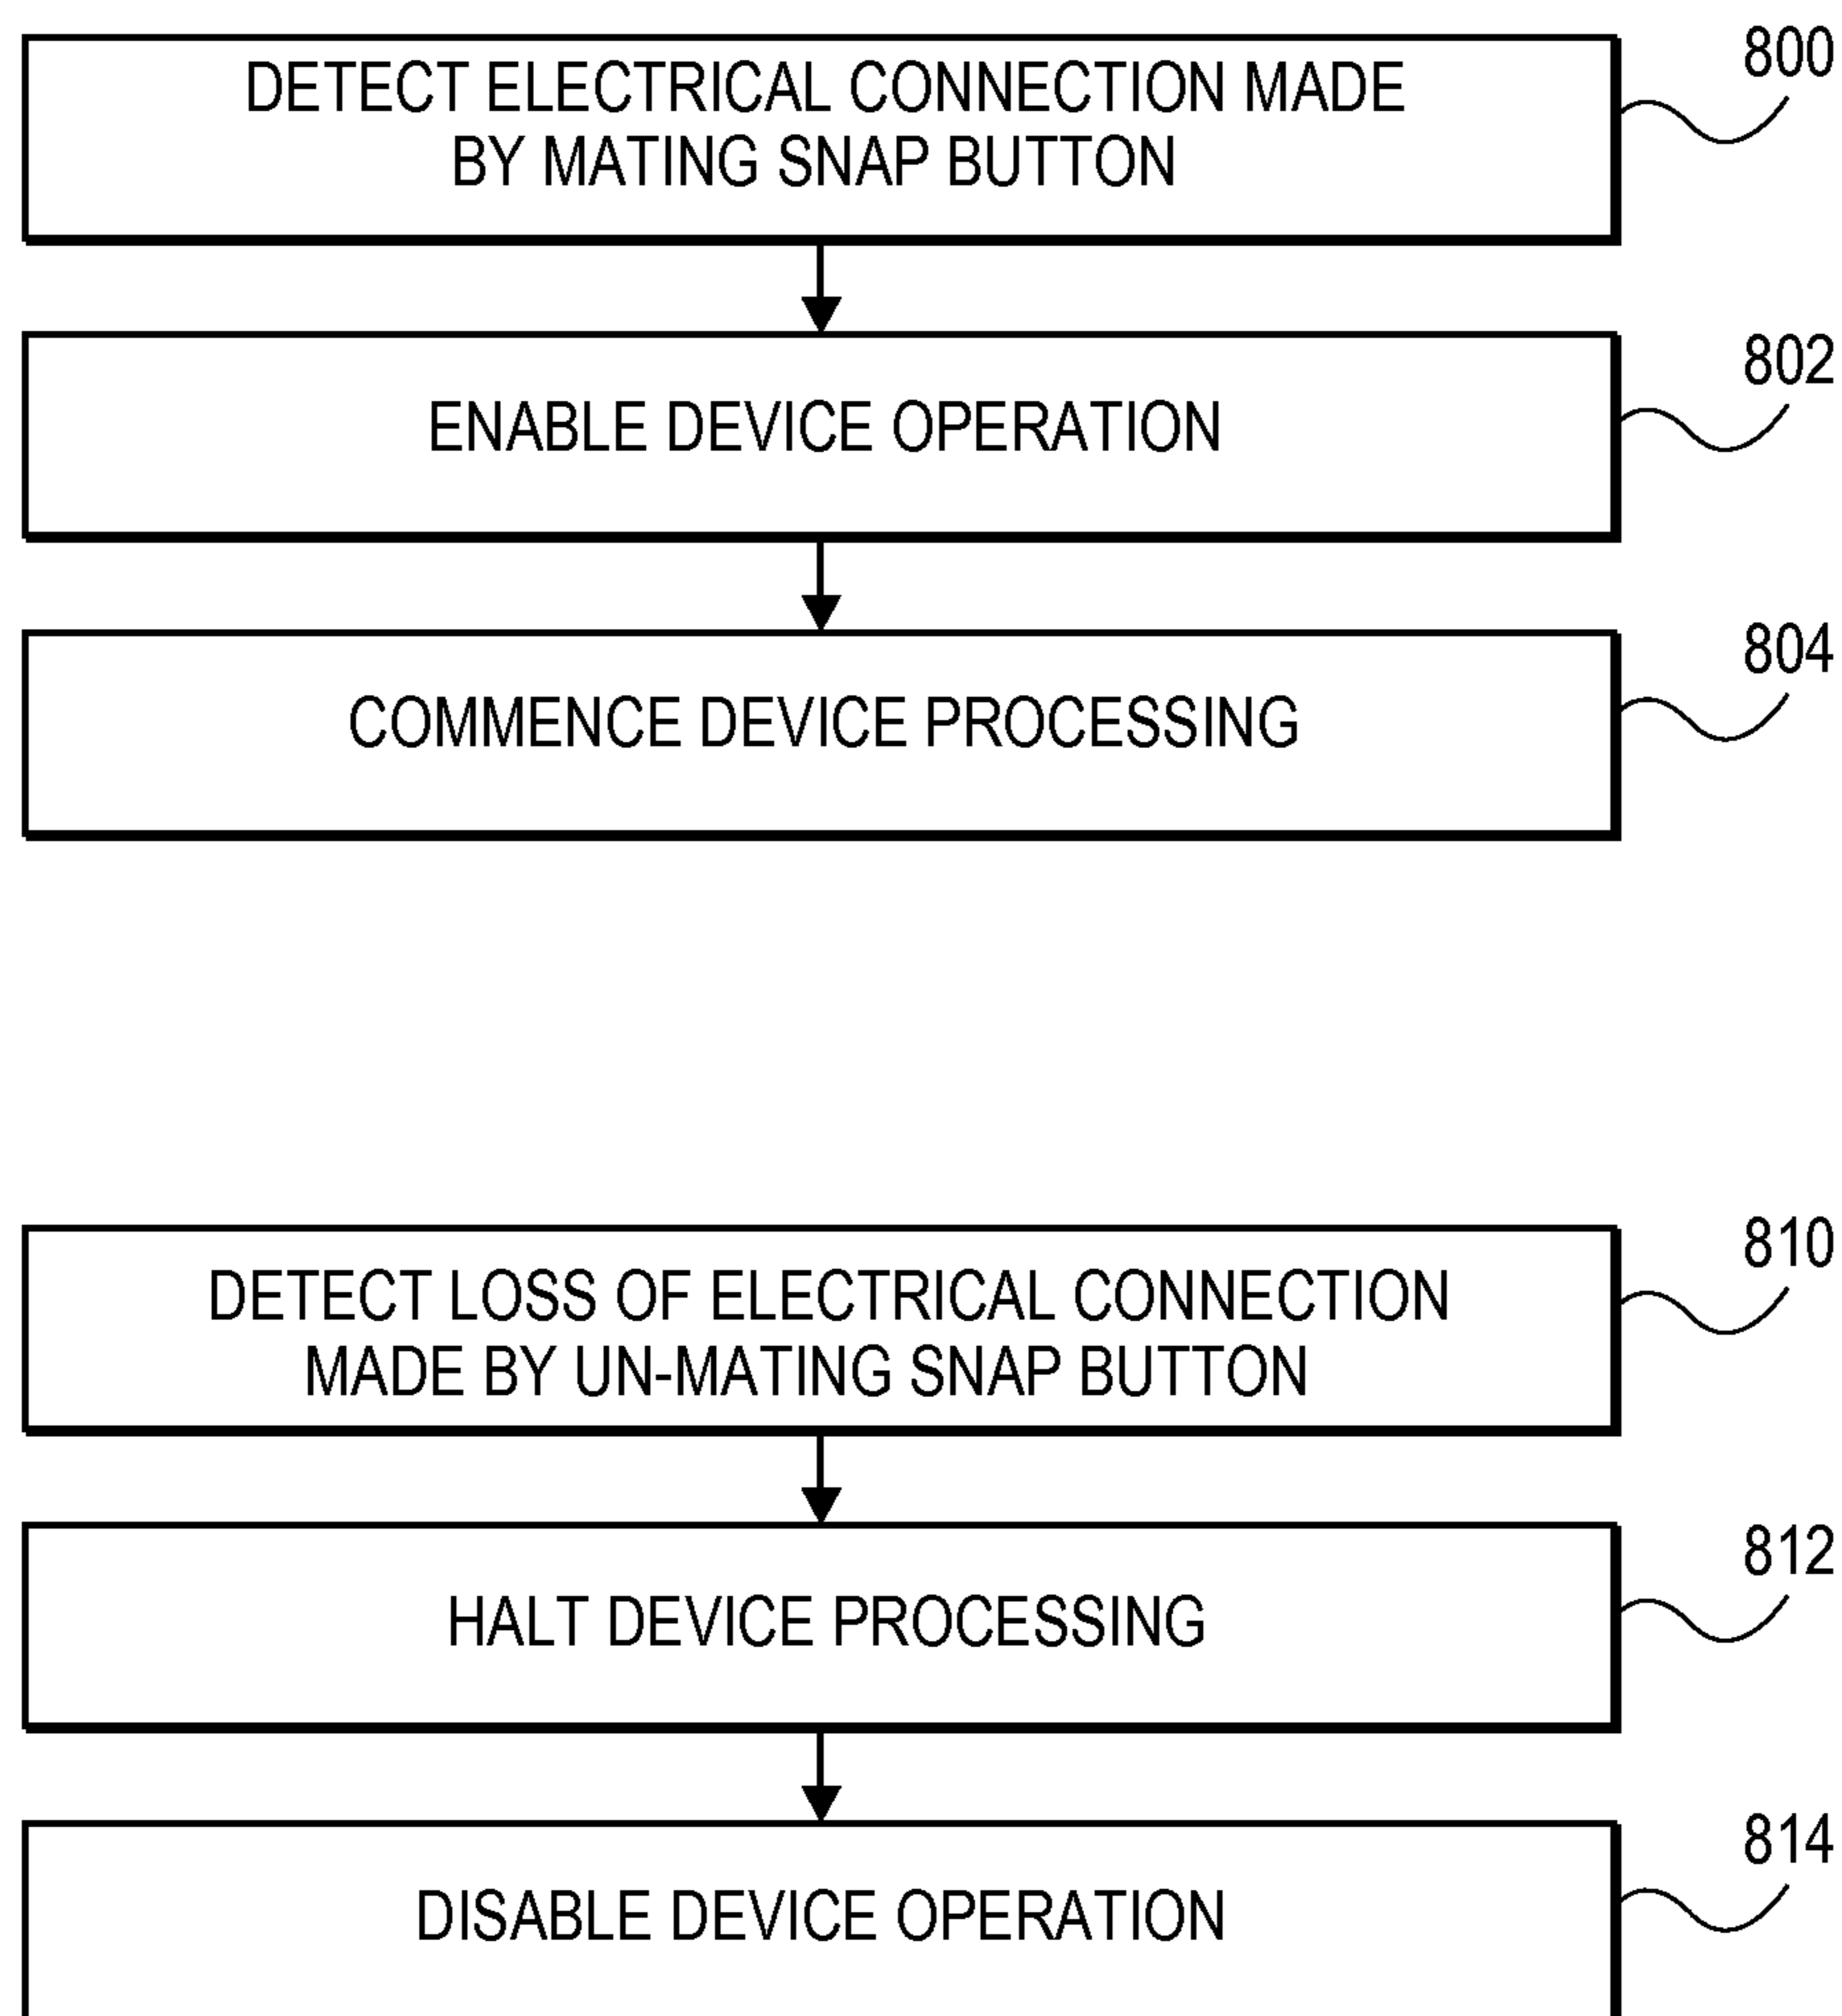 800
DETECT ELECTRICAL CONNECTION MADE
BY MATING SNAP BUTTON
802
ENABLE DEVICE OPERATION
804
COMMENCE DEVICE PROCESSING
810
DETECT LOSS OF ELECTRICAL CONNECTION
MADE BY UN-MATING SNAP BUTTON
812
HALT DEVICE PROCESSING
814
DISABLE DEVICE OPERATION